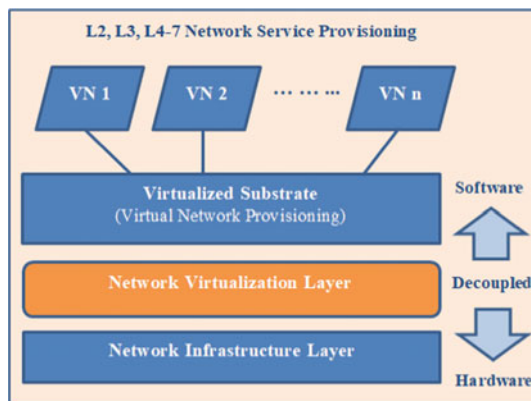 L2, L3, L4-7 Network Service Provisioning
VN 1
VN 2
... ... ...
VN n
Virtualized Substrate
(Virtual Network Provisioning)
Software
Network Virtualization Layer
Decoupled
Network Infrastructure Layer
Hardware